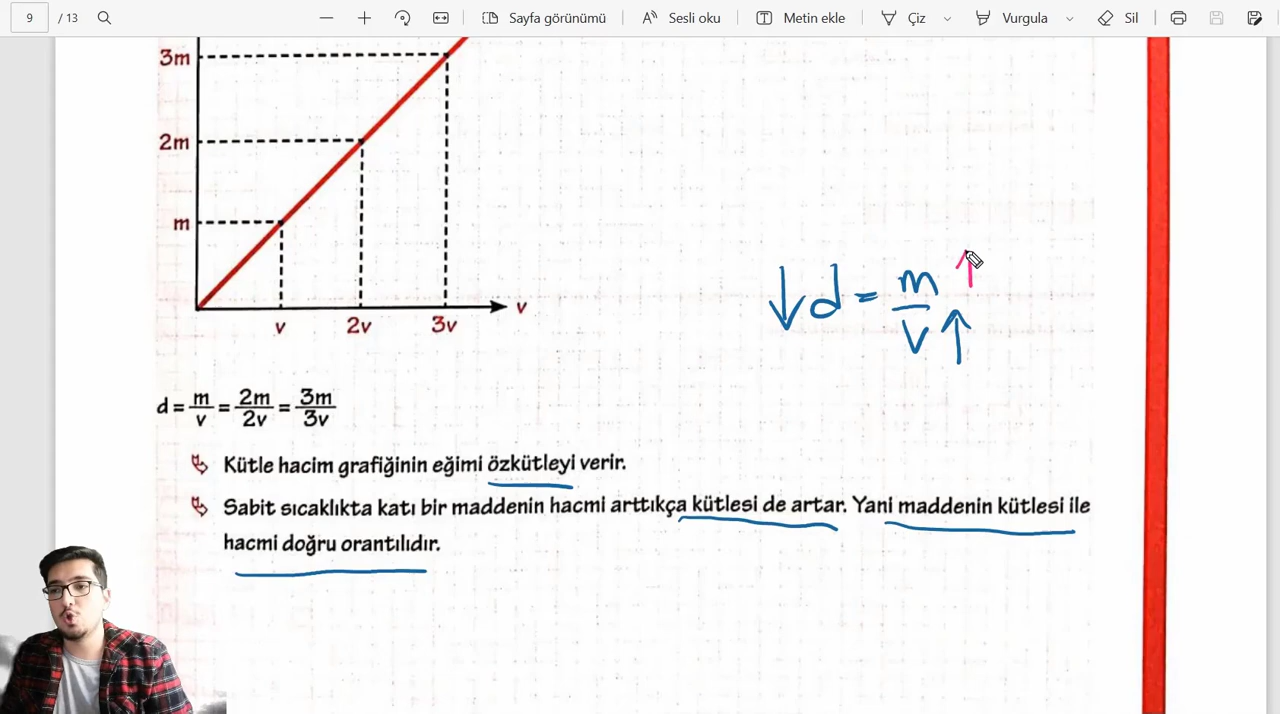 9 / 13 Sayfa görünümü Sesli oku Metin ekle Çiz Vurgula Sil
3m
2m
m
v 2v 3v v
d = m/v
d = m/v = 2m/2v = 3m/3v
Kütle hacim grafiğinin eğimi özkütleyi verir.
Sabit sıcaklıkta katı bir maddenin hacmi arttıkça kütlesi de artar. Yani maddenin kütlesi ile
hacmi doğru orantılıdır.